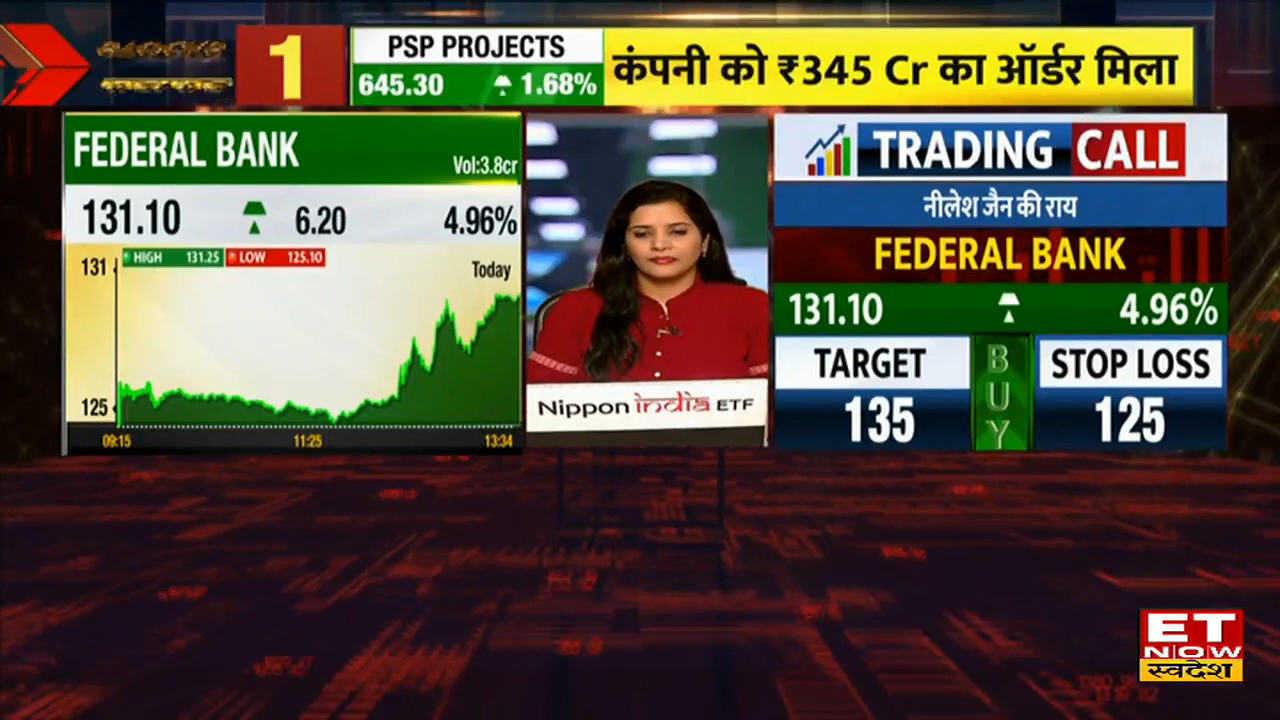 1
PSP PROJECTS
645.30 1.68%
कंपनी को ₹345 Cr का ऑर्डर मिला
FEDERAL BANK
Vol:3.8cr
131.10 6.20 4.96%
HIGH 131.25 LOW 125.10
Today
131
125
09:15 11:25 13:34
Nippon india ETF
TRADING CALL
नीलेश जैन की राय
FEDERAL BANK
131.10 4.96%
TARGET
135
BUY
STOP LOSS
125
ET
NOW
स्वदेश